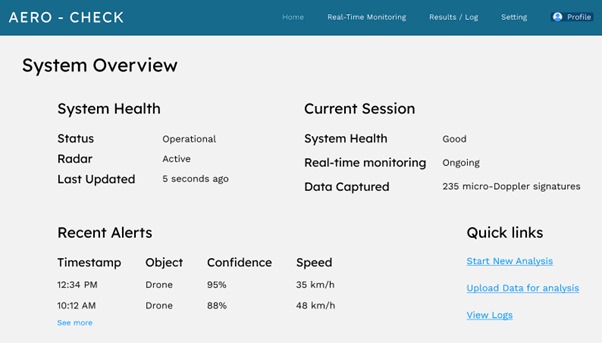 AERO - CHECK Home Real-Time Monitoring Results / Log Setting Profile
System Overview
System Health
Status Operational
Radar Active
Last Updated 5 seconds ago
Current Session
System Health Good
Real-time monitoring Ongoing
Data Captured 235 micro-Doppler signatures
Recent Alerts
Timestamp Object Confidence Speed
12:34 PM Drone 95% 35 km/h
10:12 AM Drone 88% 48 km/h
See more
Quick links
Start New Analysis
Upload Data for analysis
View Logs